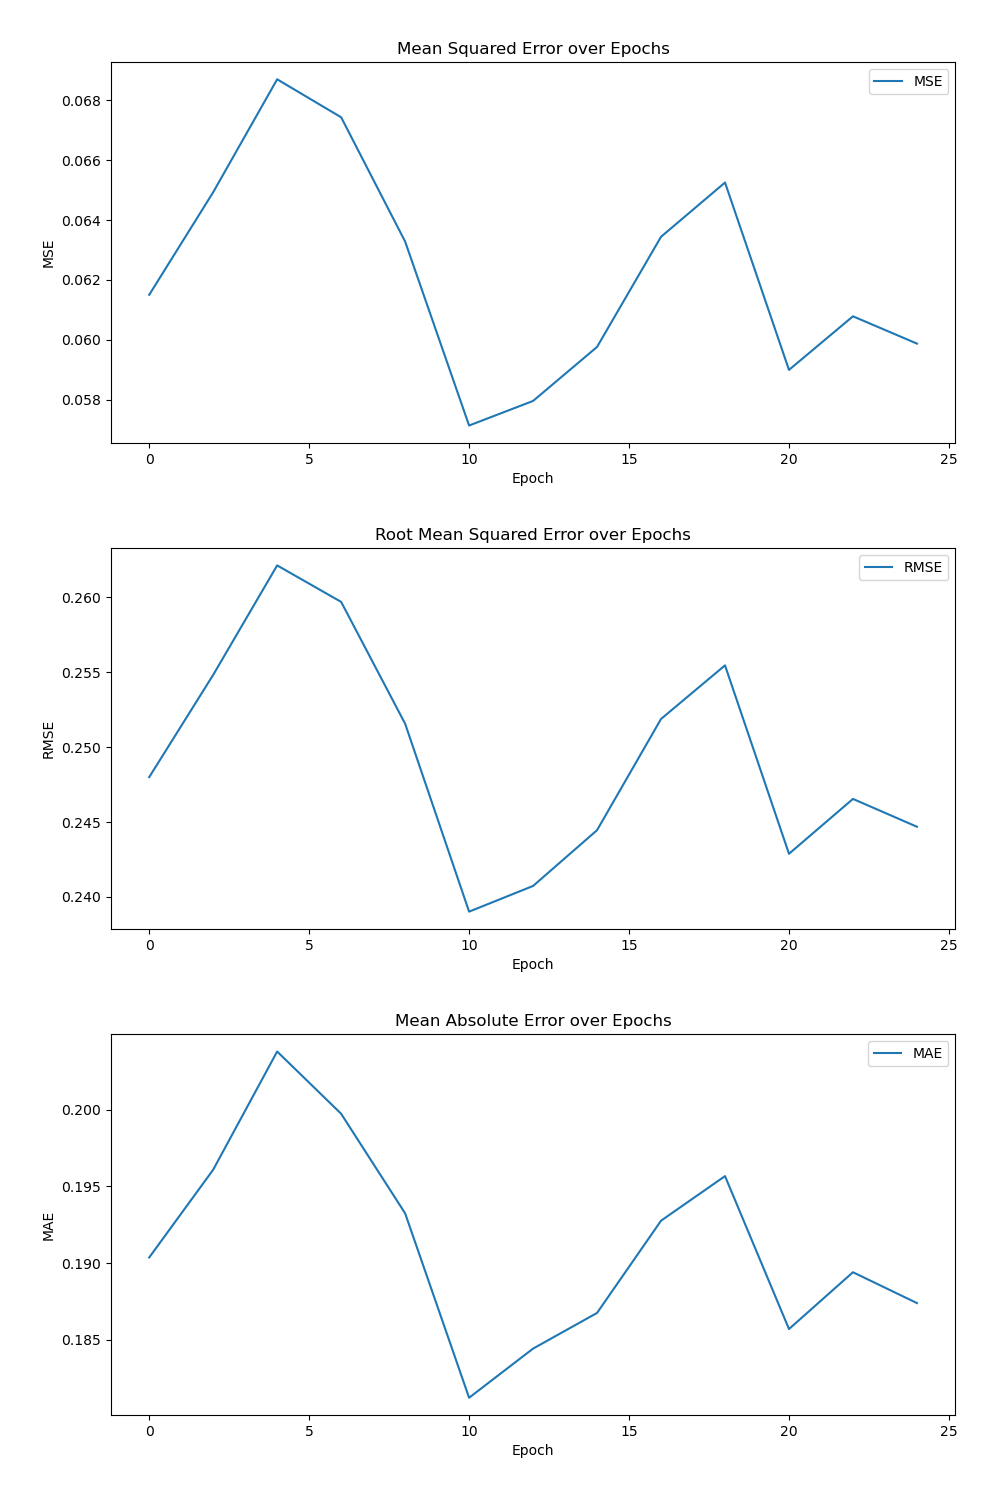 Mean Squared Error over Epochs
MSE
0.068
0.066
0.064
0.062
0.060
0.058
MSE
0 5 10 15 20 25
Epoch
Root Mean Squared Error over Epochs
RMSE
0.260
0.255
0.250
0.245
0.240
RMSE
0 5 10 15 20 25
Epoch
Mean Absolute Error over Epochs
MAE
0.200
0.195
0.190
0.185
MAE
0 5 10 15 20 25
Epoch